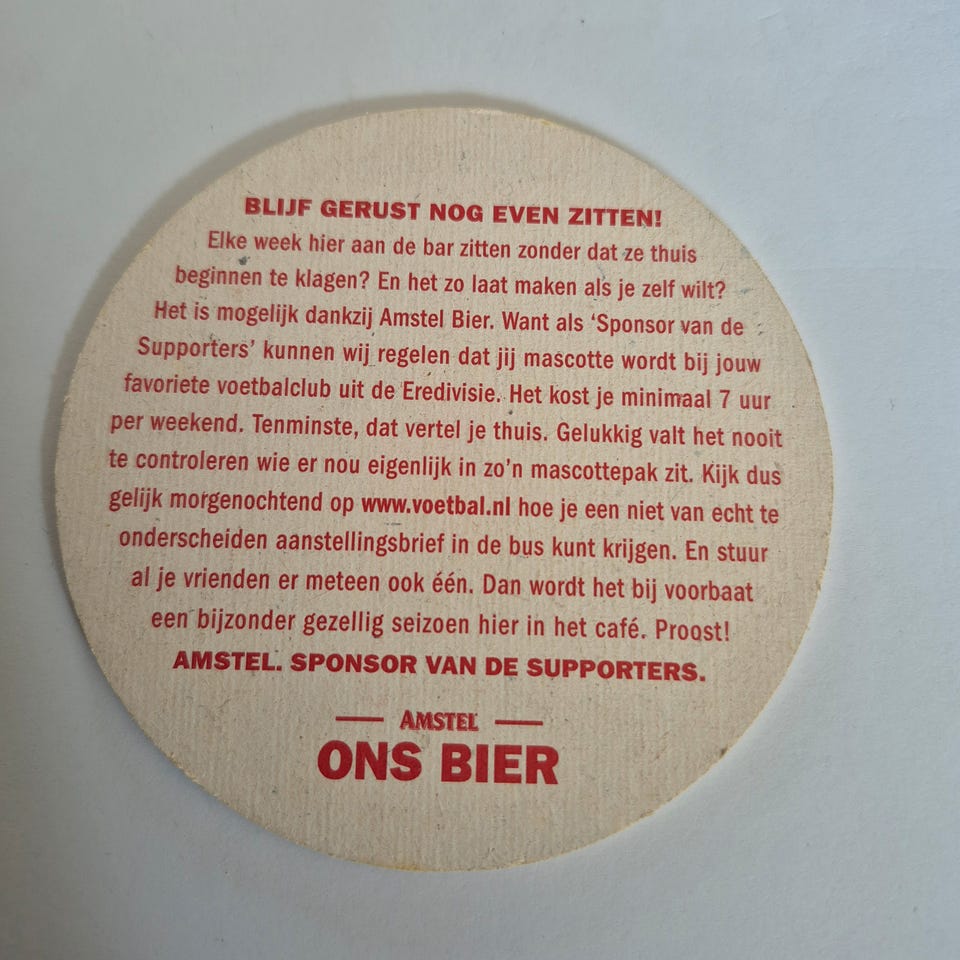 BLIJF GERUST NOG EVEN ZITTEN!
Elke week hier aan de bar zitten zonder dat ze thuis
beginnen te klagen? En het zo laat maken als je zelf wilt?
Het is mogelijk dankzij Amstel Bier. Want als ‘Sponsor van de
Supporters’ kunnen wij regelen dat jij mascotte wordt bij jouw
favoriete voetbalclub uit de Eredivisie. Het kost je minimaal 7 uur
per weekend. Tenminste, dat vertel je thuis. Gelukkig valt het nooit
te controleren wie er nou eigenlijk in zo’n mascottepak zit. Kijk dus
gelijk morgenochtend op www.voetbal.nl hoe je een niet van echt te
onderscheiden aanstellingsbrief in de bus kunt krijgen. En stuur
al je vrienden er meteen ook één. Dan wordt het bij voorbaat
een bijzonder gezellig seizoen hier in het café. Proost!
AMSTEL. SPONSOR VAN DE SUPPORTERS.
AMSTEL
ONS BIER